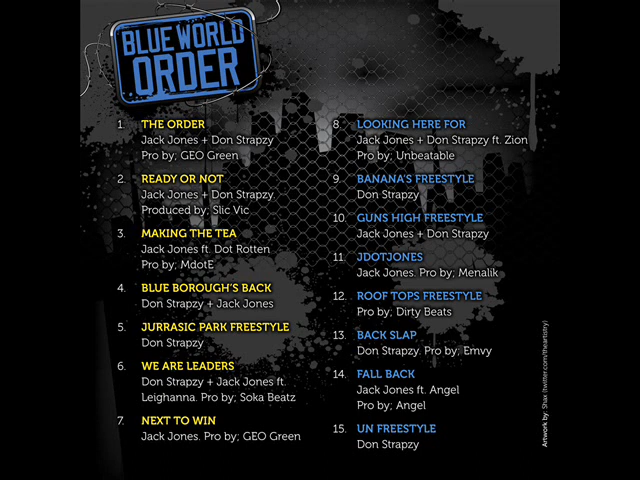 BLUE WORLD
ORDER
1. THE ORDER
Jack Jones + Don Strapzy
Pro by; GEO Green
2. READY OR NOT
Jack Jones + Don Strapzy.
Produced by; Slic Vic
3. MAKING THE TEA
Jack Jones ft. Dot Rotten
Pro by; MdotE
4. BLUE BOROUGH'S BACK
Don Strapzy + Jack Jones
5. JURRASIC PARK FREESTYLE
Don Strapzy
6. WE ARE LEADERS
Don Strapzy + Jack Jones ft.
Leighanna. Pro by; Soka Beatz
7. NEXT TO WIN
Jack Jones. Pro by; GEO Green
8. LOOKING HERE FOR
Jack Jones + Don Strapzy ft. Zion
Pro by; Unbeatable
9. BANANA'S FREESTYLE
Don Strapzy
10. GUNS HIGH FREESTYLE
Jack Jones + Don Strapzy
11. JDOTJONES
Jack Jones. Pro by; Menalik
12. ROOF TOPS FREESTYLE
Pro by; Dirty Beats
13. BACK SLAP
Don Strapzy. Pro by; Emvy
14. FALL BACK
Jack Jones ft. Angel
Pro by; Angel
15. UN FREESTYLE
Don Strapzy
Artwork by: Shax (twitter.com/theartistry)